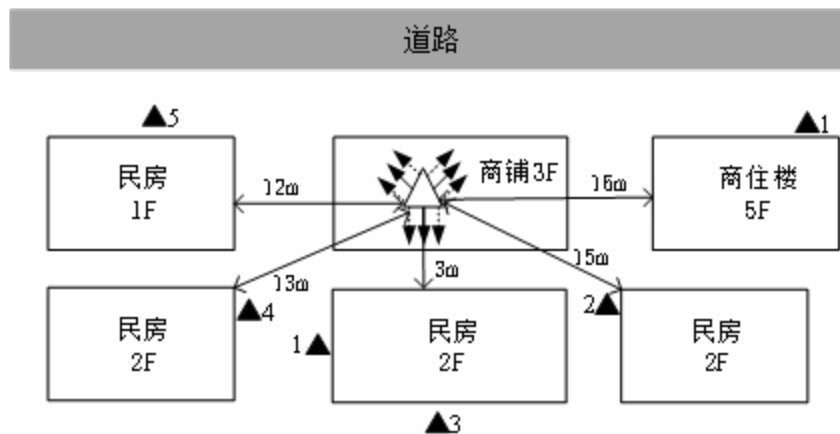 道路
▲5
▲1
民房
1F
12m
商铺3F
16m
商住楼
5F
13m
3m
15m
民房
2F
▲4
1▲
民房
2F
2▲
民房
2F
▲3